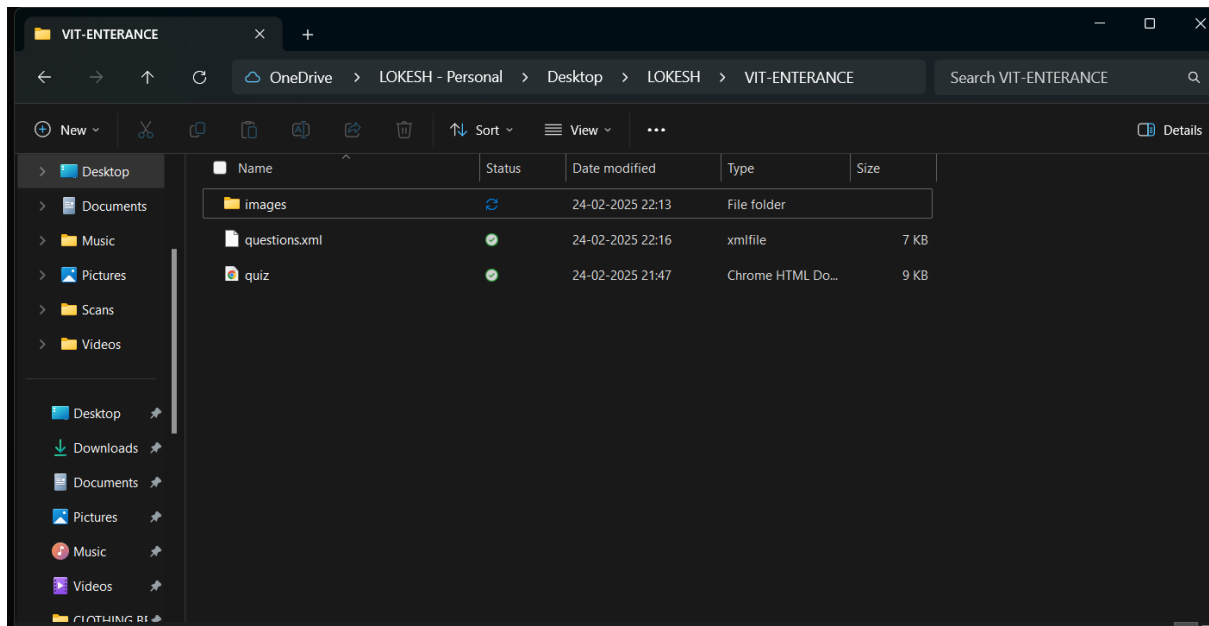 VIT-ENTERANCE
OneDrive > LOKESH - Personal > Desktop > LOKESH > VIT-ENTERANCE
Search VIT-ENTERANCE
New
Sort
View
Details
Desktop
Documents
Music
Pictures
Scans
Videos
Desktop
Downloads
Documents
Pictures
Music
Videos
Name Status Date modified Type Size
images 24-02-2025 22:13 File folder
questions.xml 24-02-2025 22:16 xmlfile 7 KB
quiz 24-02-2025 21:47 Chrome HTML Do... 9 KB